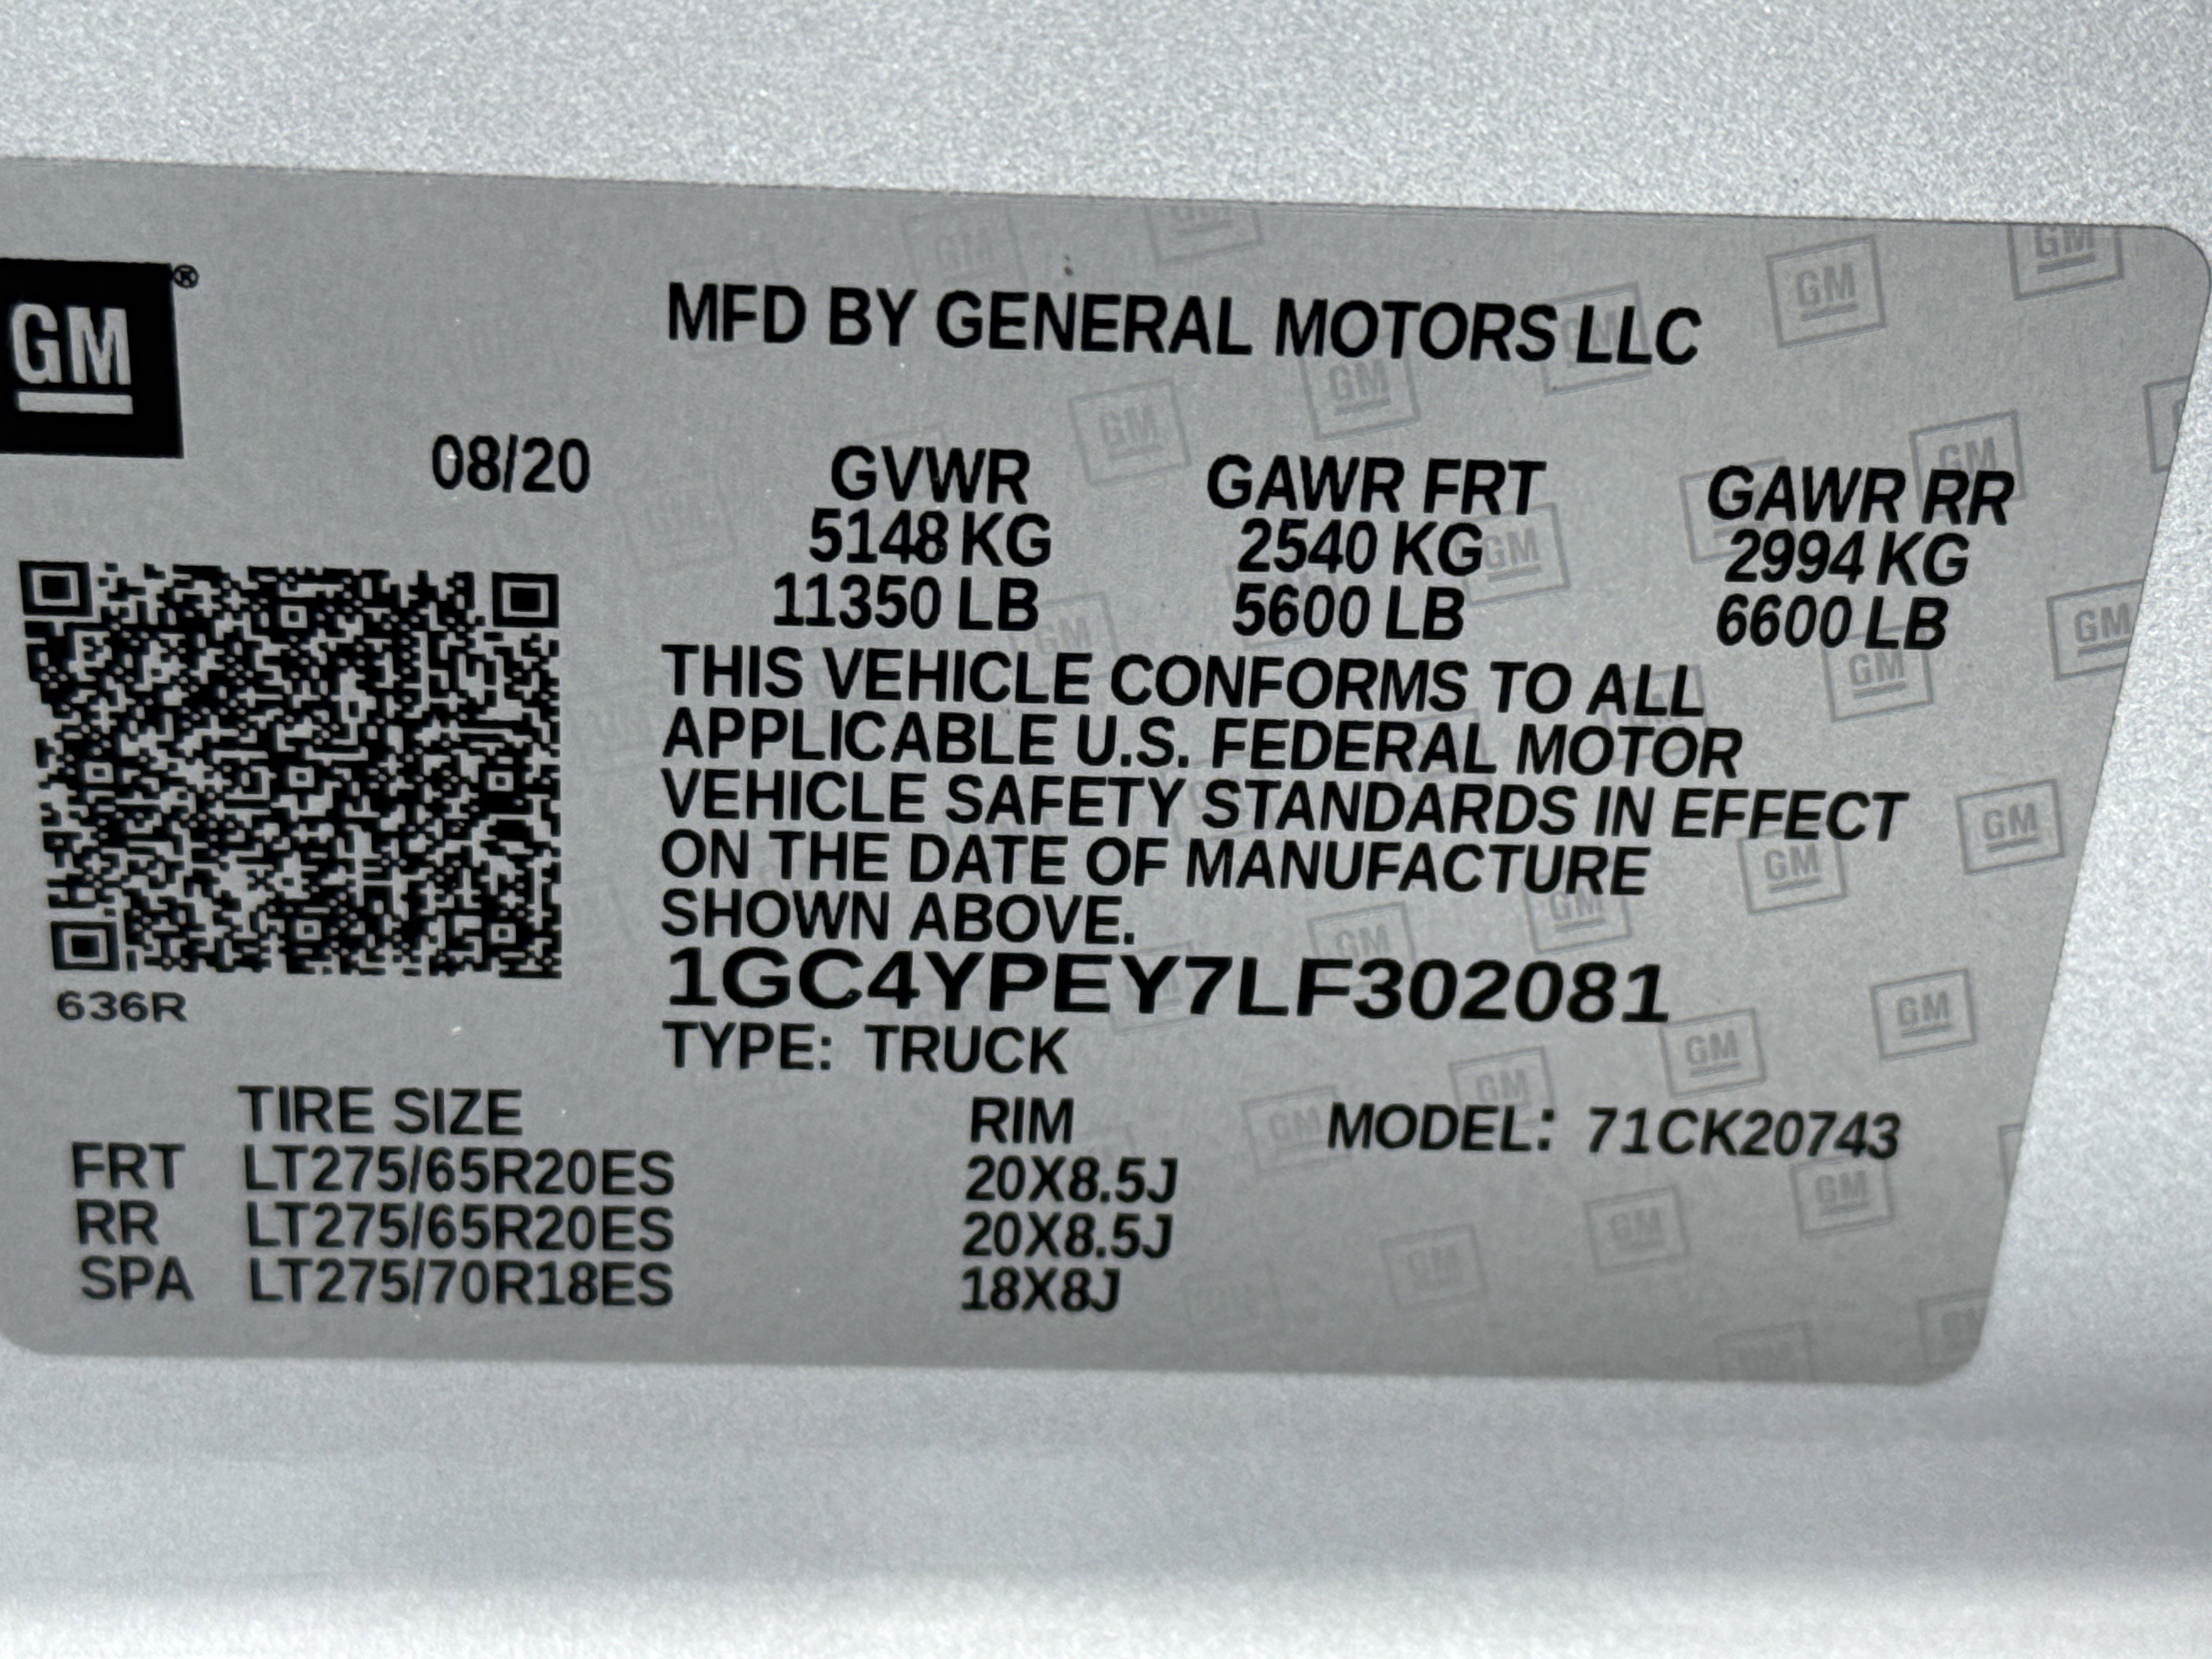 GM®
MFD BY GENERAL MOTORS LLC
08/20
GVWR GAWR FRT GAWR RR
5148 KG 2540 KG 2994 KG
11350 LB 5600 LB 6600 LB
THIS VEHICLE CONFORMS TO ALL
APPLICABLE U.S. FEDERAL MOTOR
VEHICLE SAFETY STANDARDS IN EFFECT
ON THE DATE OF MANUFACTURE
SHOWN ABOVE.
1GC4YPEY7LF302081
636R
TYPE: TRUCK
TIRE SIZE RIM MODEL: 71CK20743
FRT LT275/65R20ES 20X8.5J
RR LT275/65R20ES 20X8.5J
SPA LT275/70R18ES 18X8J